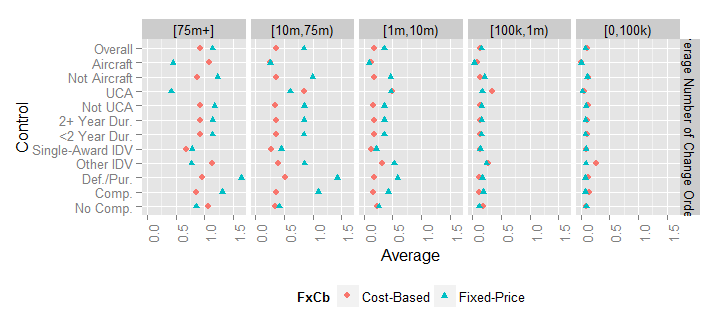 [75m+] [10m,75m) [1m,10m) [100k,1m) [0,100k)
Control
Overall
Aircraft
Not Aircraft
UCA
Not UCA
2+ Year Dur.
<2 Year Dur.
Single-Award IDV
Other IDV
Def./Pur.
Comp.
No Comp.
erage Number of Change Orde
0.0 0.5 1.0 1.5 0.0 0.5 1.0 1.5 0.0 0.5 1.0 1.5 0.0 0.5 1.0 1.5 0.0 0.5 1.0 1.5
Average
FxCb Cost-Based Fixed-Price